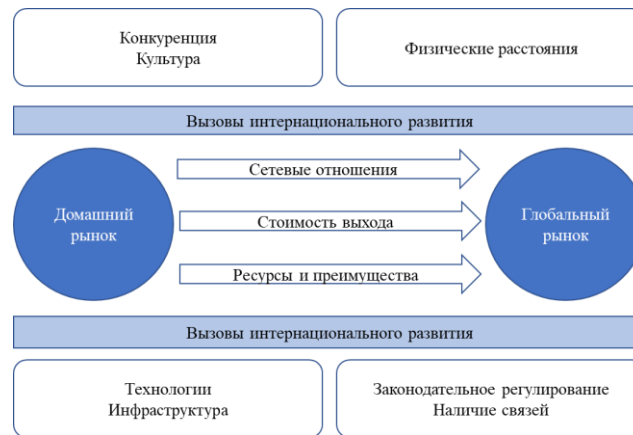 Конкуренция
Культура
Физические расстояния
Вызовы интернационального развития
Сетевые отношения
Домашний
рынок
Стоимость выхода
Глобальный
рынок
Ресурсы и преимущества
Вызовы интернационального развития
Технологии
Инфраструктура
Законодательное регулирование
Наличие связей